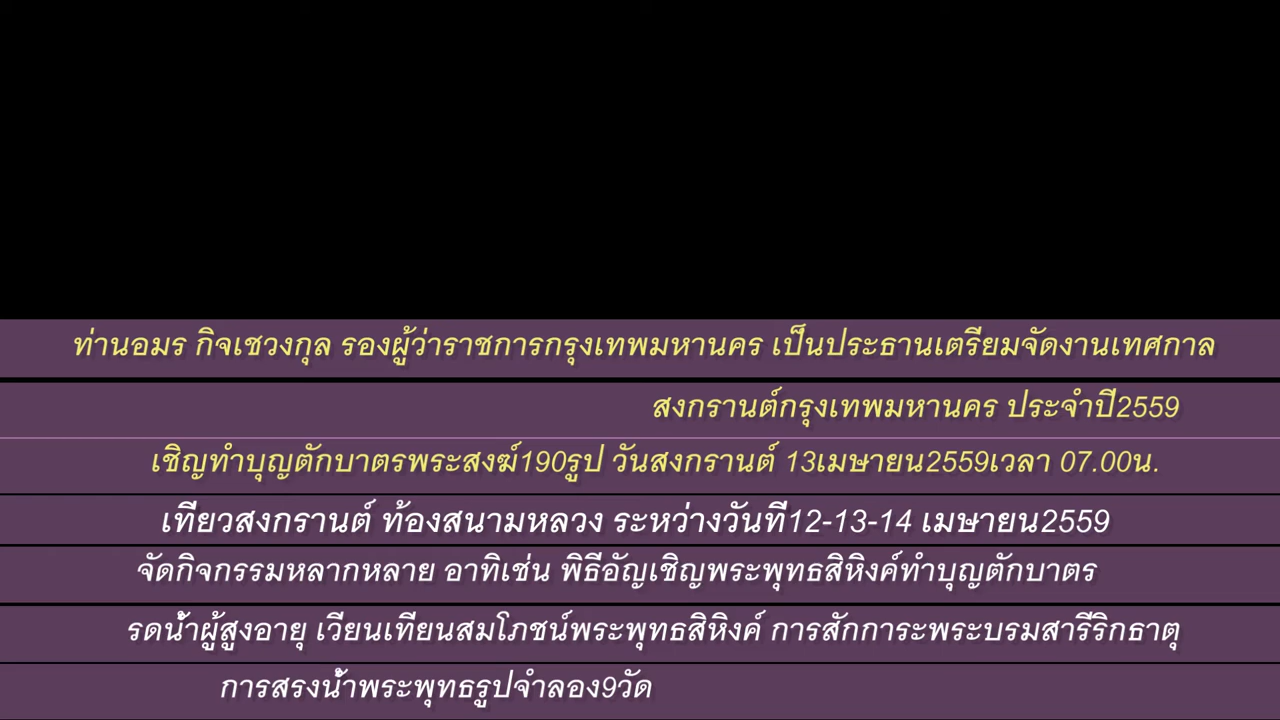 ท่านอมร กิจเชวงกุล รองผู้ว่าราชการกรุงเทพมหานคร เป็นประธานเตรียมจัดงานเทศกาล
สงกรานต์กรุงเทพมหานคร ประจำปี2559
เชิญทำบุญตักบาตรพระสงฆ์190รูป วันสงกรานต์ 13เมษายน2559เวลา 07.00น.
เที่ยวสงกรานต์ ท้องสนามหลวง ระหว่างวันที่12-13-14 เมษายน2559
จัดกิจกรรมหลากหลาย อาทิเช่น พิธีอัญเชิญพระพุทธสิหิงค์ทำบุญตักบาตร
รดน้ำผู้สูงอายุ เวียนเทียนสมโภชน์พระพุทธสิหิงค์ การสักการะพระบรมสารีริกธาตุ
การสรงน้ำพระพุทธรูปจำลอง9วัด